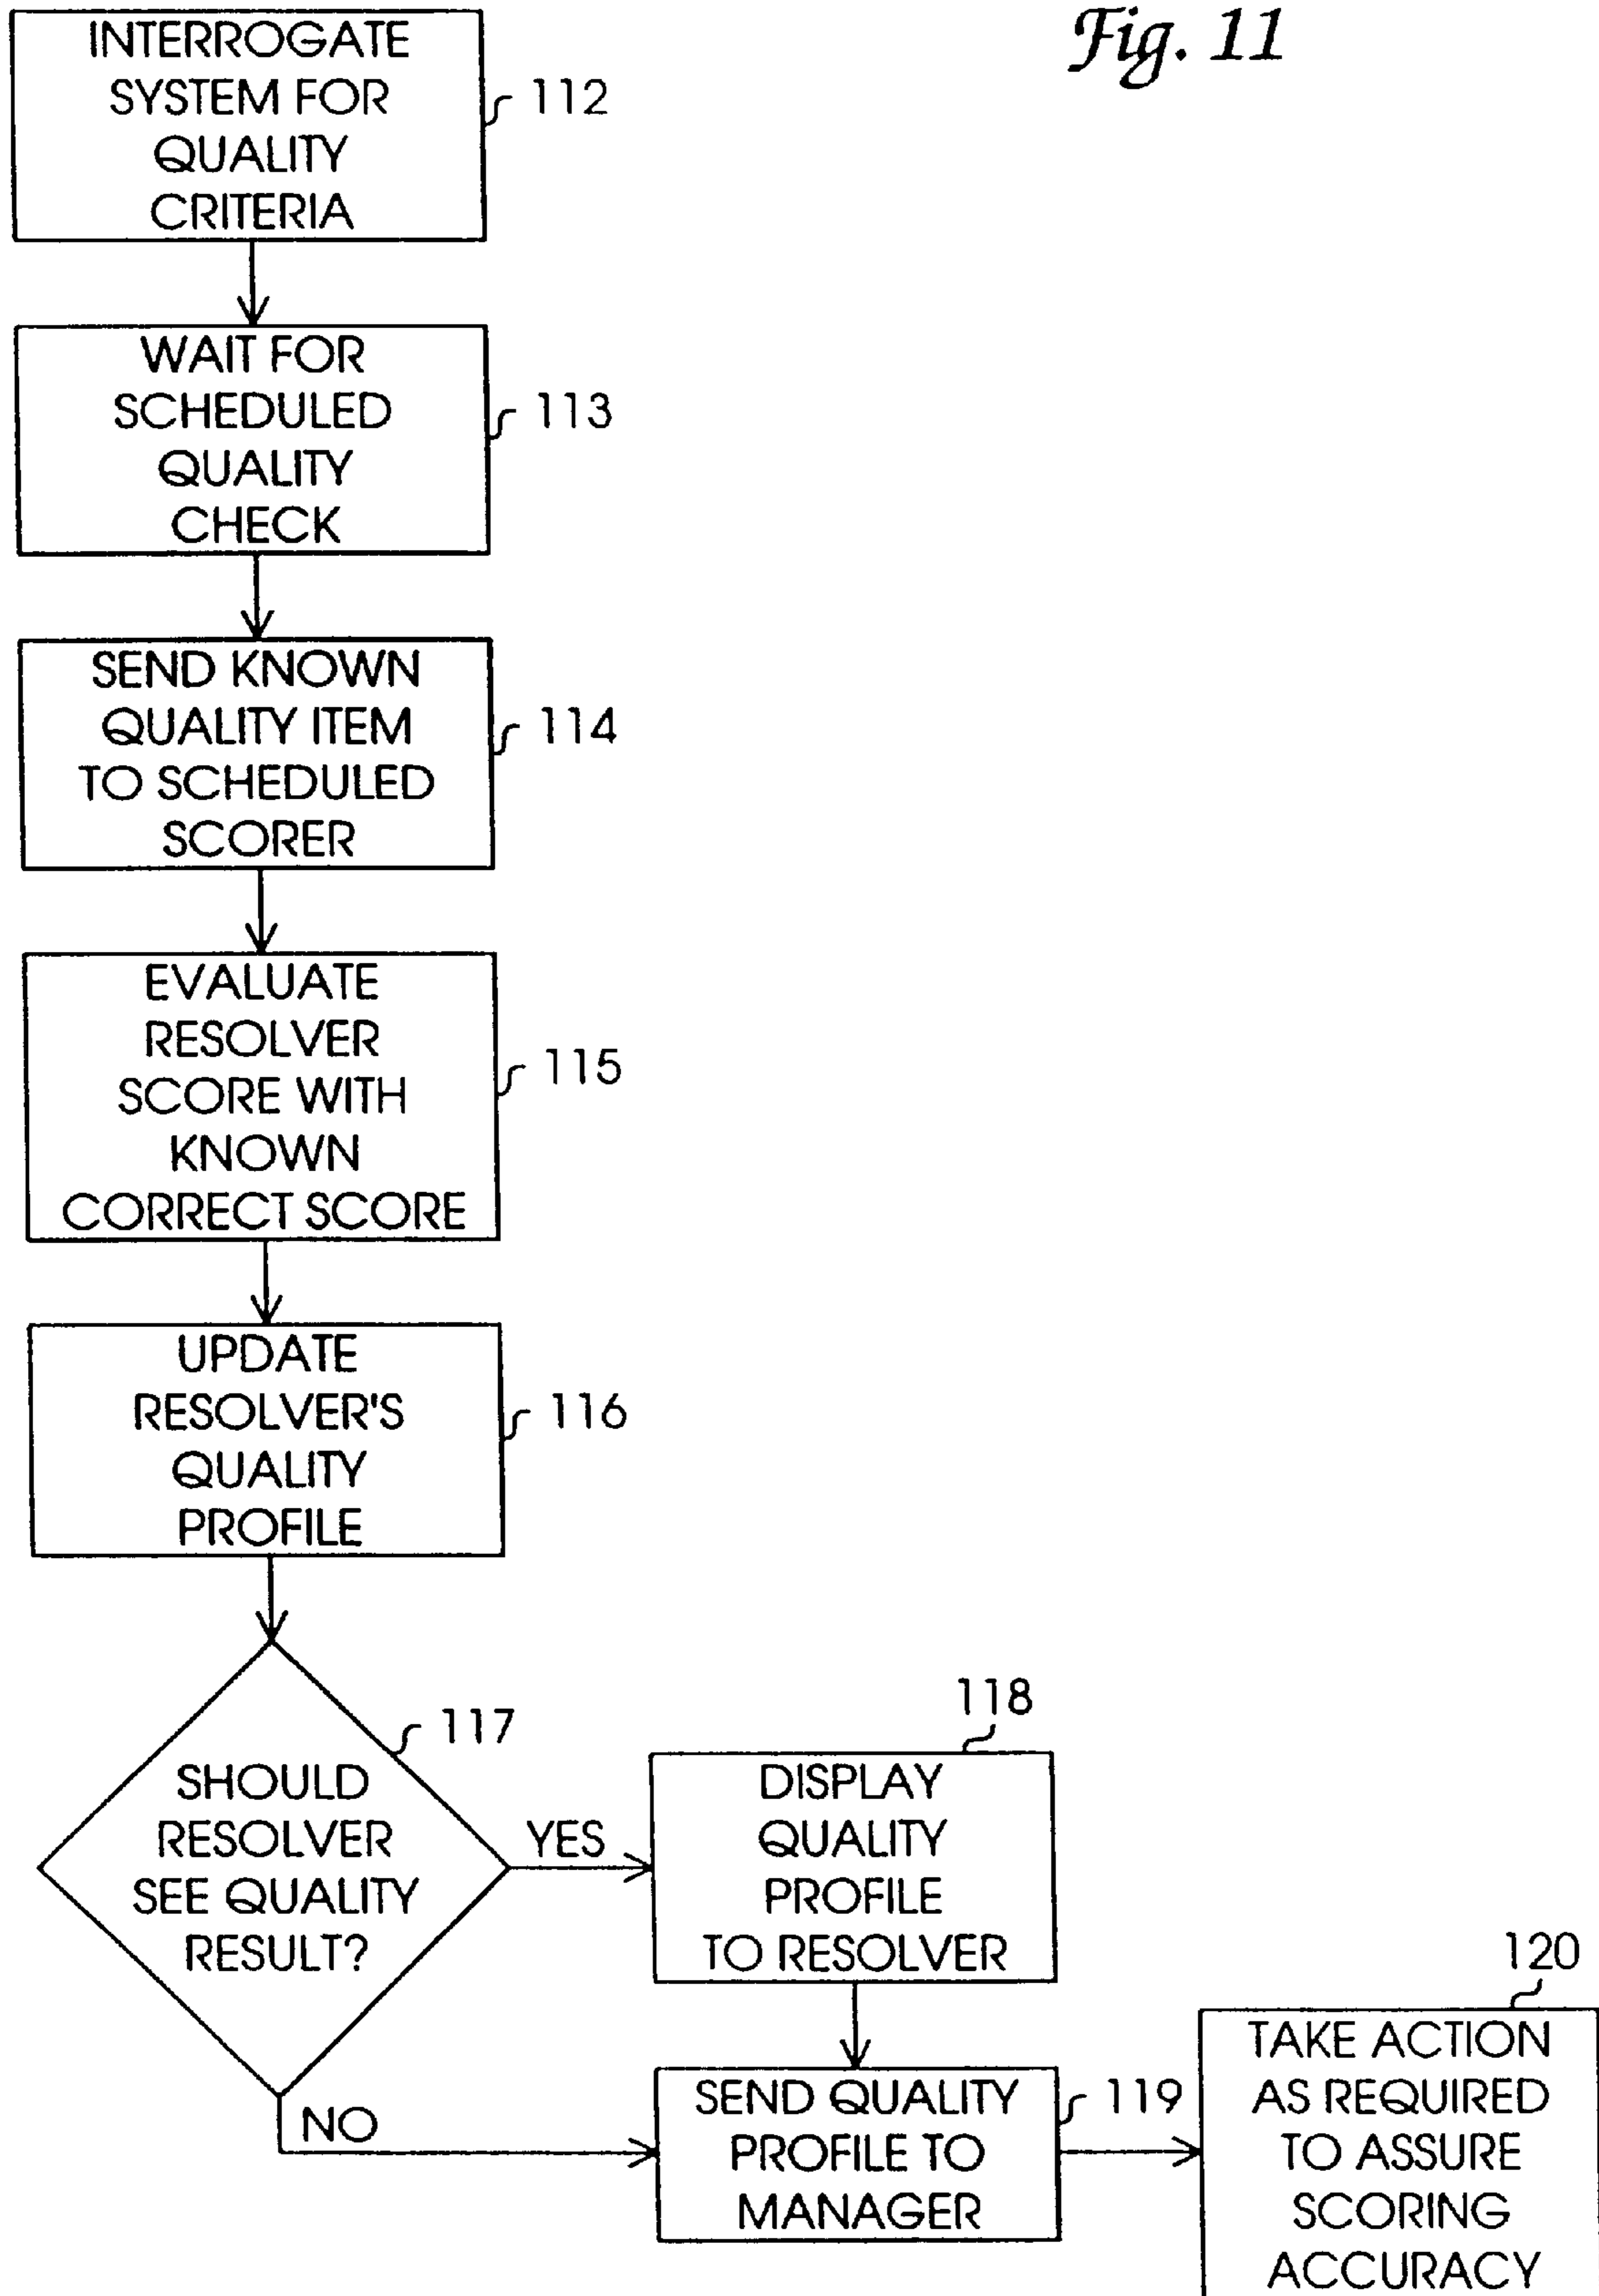 Fig. 11
INTERROGATE
SYSTEM FOR
QUALITY
CRITERIA
112
WAIT FOR
SCHEDULED
QUALITY
CHECK
113
SEND KNOWN
QUALITY ITEM
TO SCHEDULED
SCORER
114
EVALUATE
RESOLVER
SCORE WITH
KNOWN
CORRECT SCORE
115
UPDATE
RESOLVER'S
QUALITY
PROFILE
116
SHOULD
RESOLVER
SEE QUALITY
RESULT?
117
YES
NO
118
DISPLAY
QUALITY
PROFILE
TO RESOLVER
SEND QUALITY
PROFILE TO
MANAGER
119
120
TAKE ACTION
AS REQUIRED
TO ASSURE
SCORING
ACCURACY